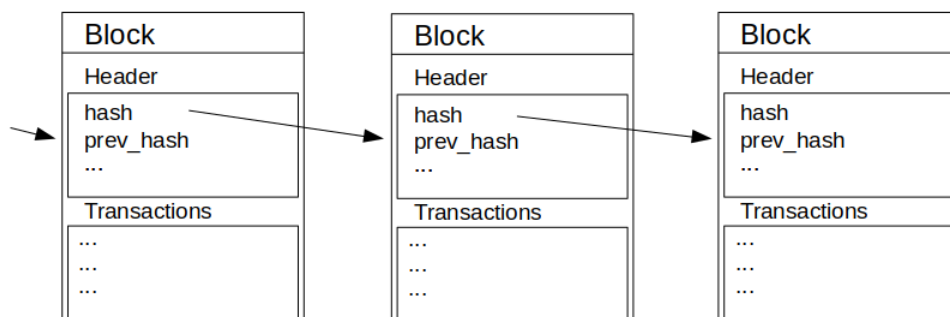 Block
Header
hash
prev_hash
...
Transactions
...
...
...
Block
Header
hash
prev_hash
...
Transactions
...
...
...
Block
Header
hash
prev_hash
...
Transactions
...
...
...